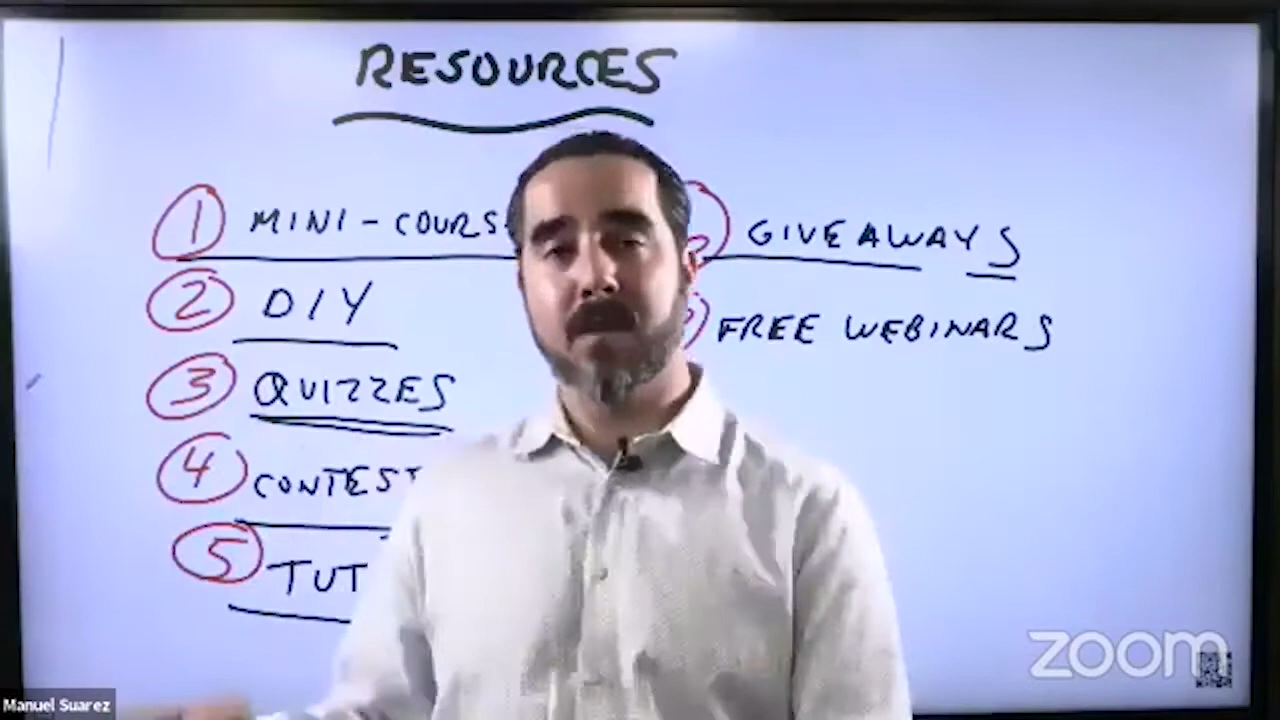 RESOURCES
1 MINI-COURS
2 DIY
3 QUIZZES
4 CONTEST
5 TUT
GIVEAWAYS
FREE WEBINARS
zoom
Manuel Suarez